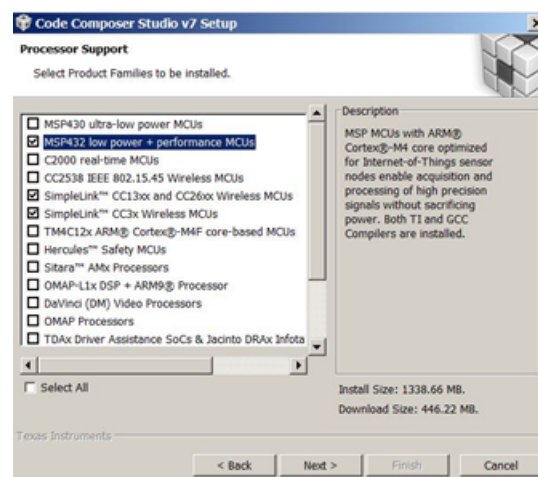 Code Composer Studio v7 Setup
Processor Support
Select Product Families to be installed.
MSP430 ultra-low power MCUs
MSP432 low power + performance MCUs
C2000 real-time MCUs
CC2538 IEEE 802.15.45 Wireless MCUs
SimpleLink™ CC13xx and CC26xx Wireless MCUs
SimpleLink™ CC3x Wireless MCUs
TM4C12x ARM® Cortex®-M4F core-based MCUs
Hercules™ Safety MCUs
Sitara™ AMx Processors
OMAP-L1x DSP + ARM9® Processor
DaVinci (DM) Video Processors
OMAP Processors
TDAx Driver Assistance SoCs & Jacinto DRAx Infota
Select All
Description
MSP MCUs with ARM®
Cortex®-M4 core optimized
for Internet-of-Things sensor
nodes enable acquisition and
processing of high precision
signals without sacrificing
power. Both TI and GCC
Compilers are installed.
Install Size: 1338.66 MB.
Download Size: 446.22 MB.
Texas Instruments
< Back Next > Finish Cancel